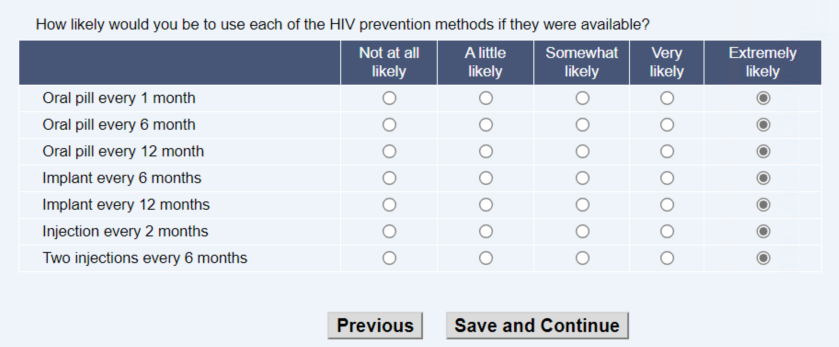 How likely would you be to use each of the HIV prevention methods if they were available?
Not at all likely A little likely Somewhat likely Very likely Extremely likely
Oral pill every 1 month
Oral pill every 6 month
Oral pill every 12 month
Implant every 6 months
Implant every 12 months
Injection every 2 months
Two injections every 6 months
Previous Save and Continue